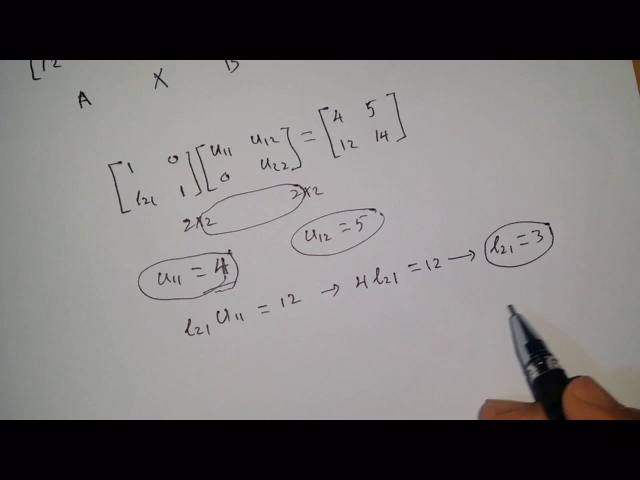 [12
A X B
[1 0 l21 1] [u11 u12 0 u22] = [4 5 12 14]
2×2 2×2
u11 = 4 u12 = 5
l21 u11 = 12 → 4 l21 = 12 → l21 = 3